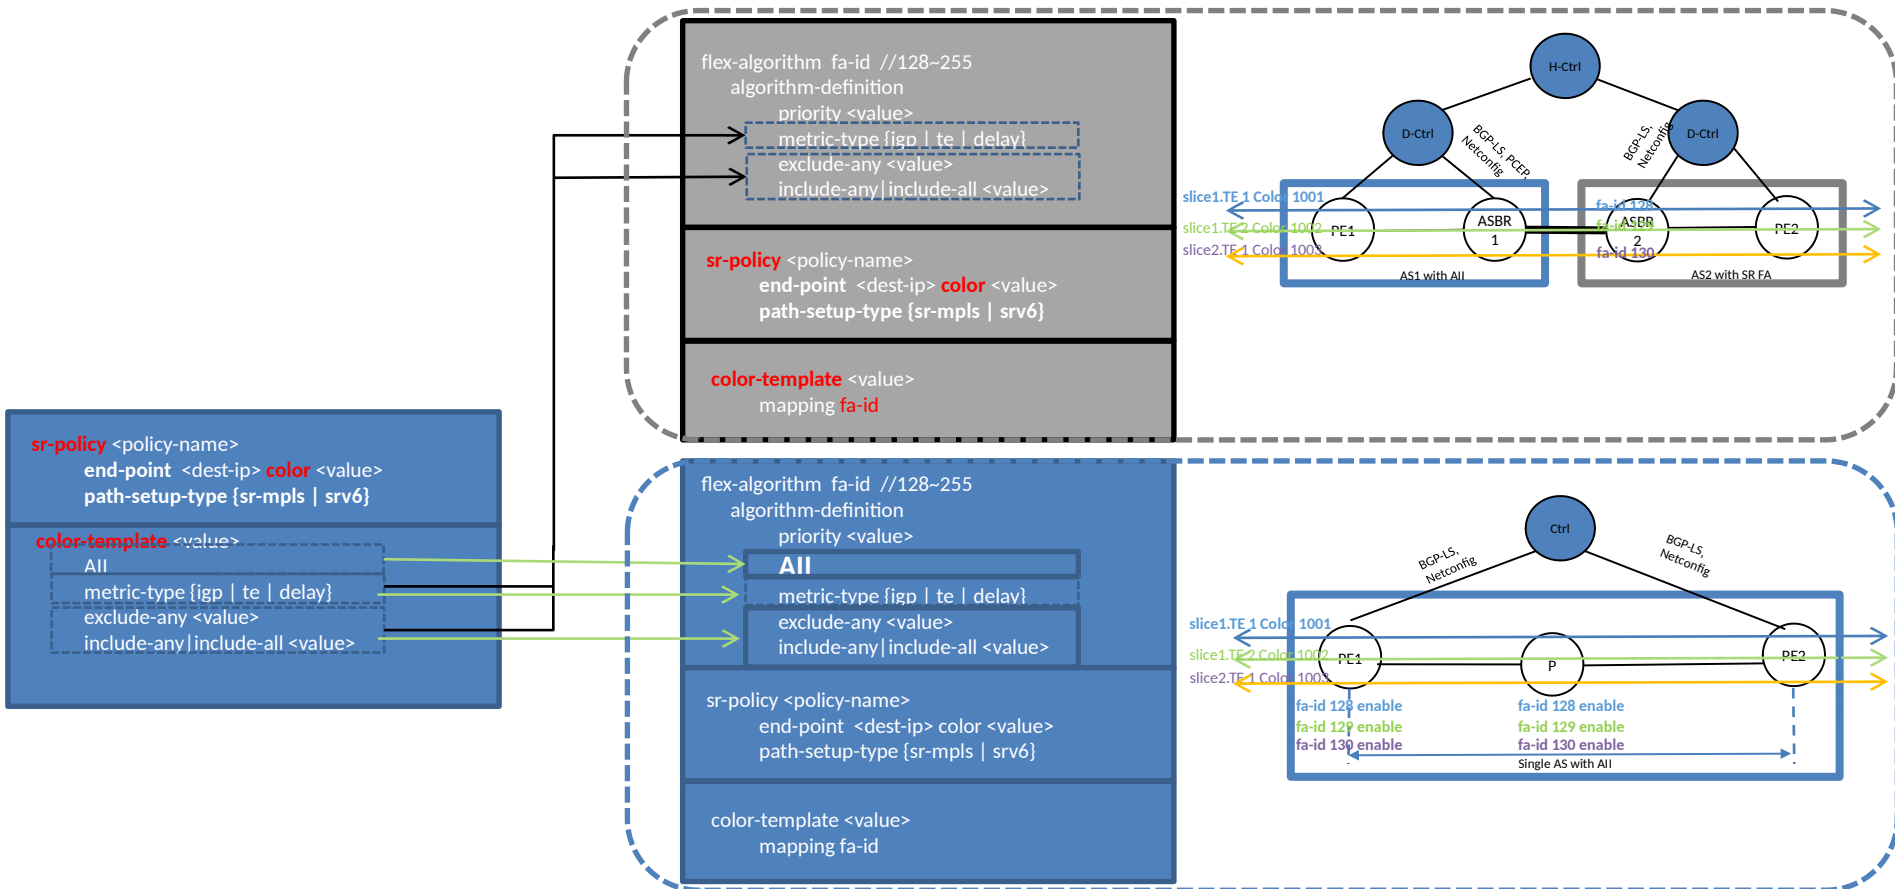 flex-algorithm fa-id //128~255
algorithm-definition
priority <value>
metric-type {igp | te | delay}
exclude-any <value>
include-any|include-all <value>
sr-policy <policy-name>
end-point <dest-ip> color <value>
path-setup-type {sr-mpls | srv6}
color-template <value>
mapping fa-id
H-Ctrl
D-Ctrl
D-Ctrl
BGP-LS, PCEP,
Netconfig
BGP-LS,
Netconfig
slice1.TE 1 Color 1001
slice1.TE 2 Color 1002
slice2.TE 1 Color 1003
fa-id 128
fa-id 129
fa-id 130
PE1
ASBR
1
ASBR
2
PE2
AS1 with AII
AS2 with SR FA
sr-policy <policy-name>
end-point <dest-ip> color <value>
path-setup-type {sr-mpls | srv6}
color-template <value>
AII
metric-type {igp | te | delay}
exclude-any <value>
include-any|include-all <value>
flex-algorithm fa-id //128~255
algorithm-definition
priority <value>
AII
metric-type {igp | te | delay}
exclude-any <value>
include-any|include-all <value>
sr-policy <policy-name>
end-point <dest-ip> color <value>
path-setup-type {sr-mpls | srv6}
color-template <value>
mapping fa-id
Ctrl
BGP-LS,
Netconfig
BGP-LS,
Netconfig
slice1.TE 1 Color 1001
slice1.TE 2 Color 1002
slice2.TE 1 Color 1003
PE1
P
PE2
fa-id 128 enable
fa-id 129 enable
fa-id 130 enable
fa-id 128 enable
fa-id 129 enable
fa-id 130 enable
Single AS with AII